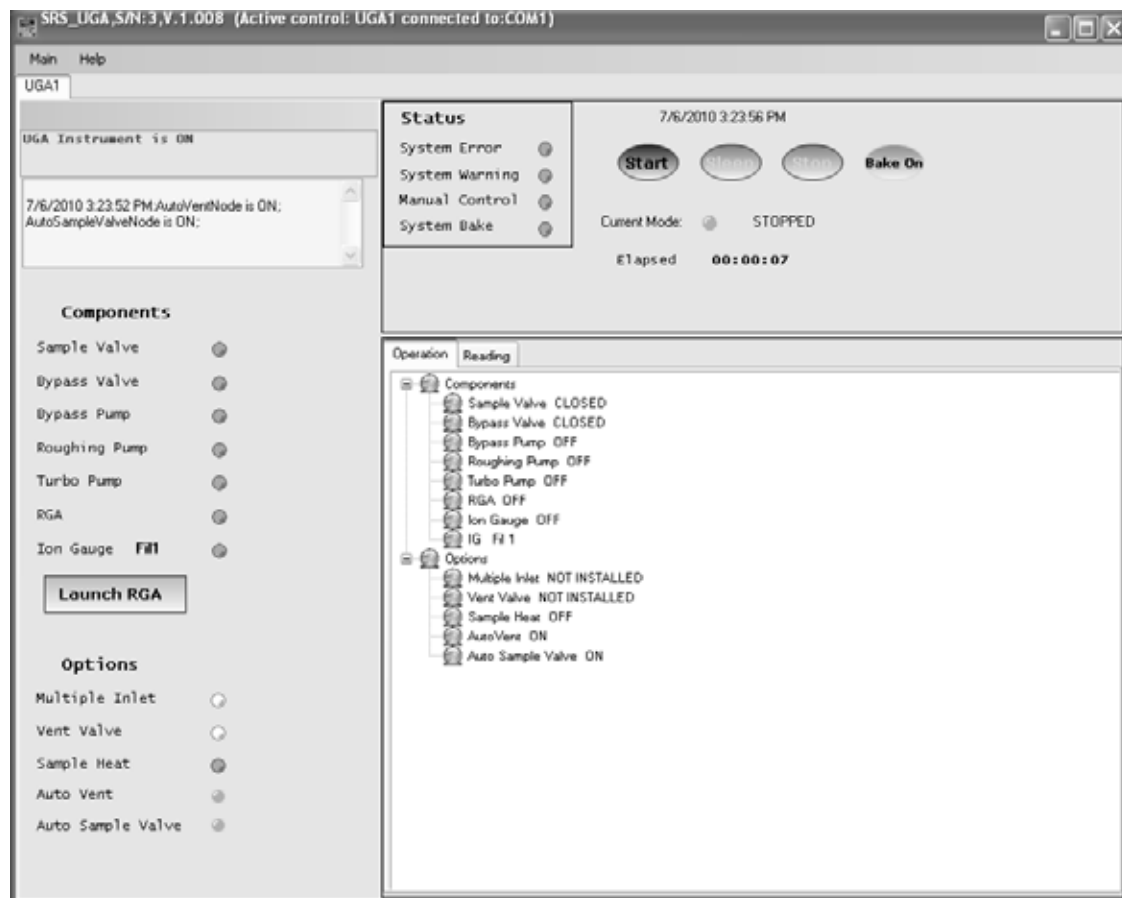 SRS_UGA,S/N:3,V.1.008 (Active control: UGA1 connected to:COM1)
Main Help
UGA1
UGA Instrument is ON
7/6/2010 3:23:52 PM:AutoVentNode is ON;
AutoSampleValveNode is ON;
Components
Sample Valve
Bypass Valve
Bypass Pump
Roughing Pump
Turbo Pump
RGA
Ion Gauge Fil1
Launch RGA
Options
Multiple Inlet
Vent Valve
Sample Heat
Auto Vent
Auto Sample Valve
Status
System Error
System Warning
Manual Control
System Bake
7/6/2010 3:23:56 PM
Start Sleep Stop Bake On
Current Mode: STOPPED
Elapsed 00:00:07
Operation Reading
Components
Sample Valve CLOSED
Bypass Valve CLOSED
Bypass Pump OFF
Roughing Pump OFF
Turbo Pump OFF
RGA OFF
Ion Gauge OFF
IG Fil 1
Options
Multiple Inlet NOT INSTALLED
Vent Valve NOT INSTALLED
Sample Heat OFF
AutoVent ON
Auto Sample Valve ON